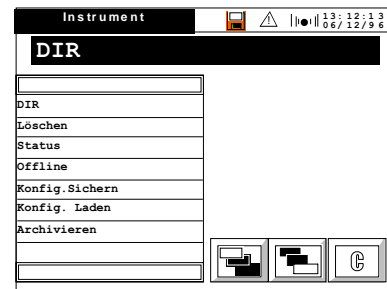 Instrument
13:12:13
06/12/96
DIR
DIR
Löschen
Status
Offline
Konfig.Sichern
Konfig. Laden
Archivieren
C